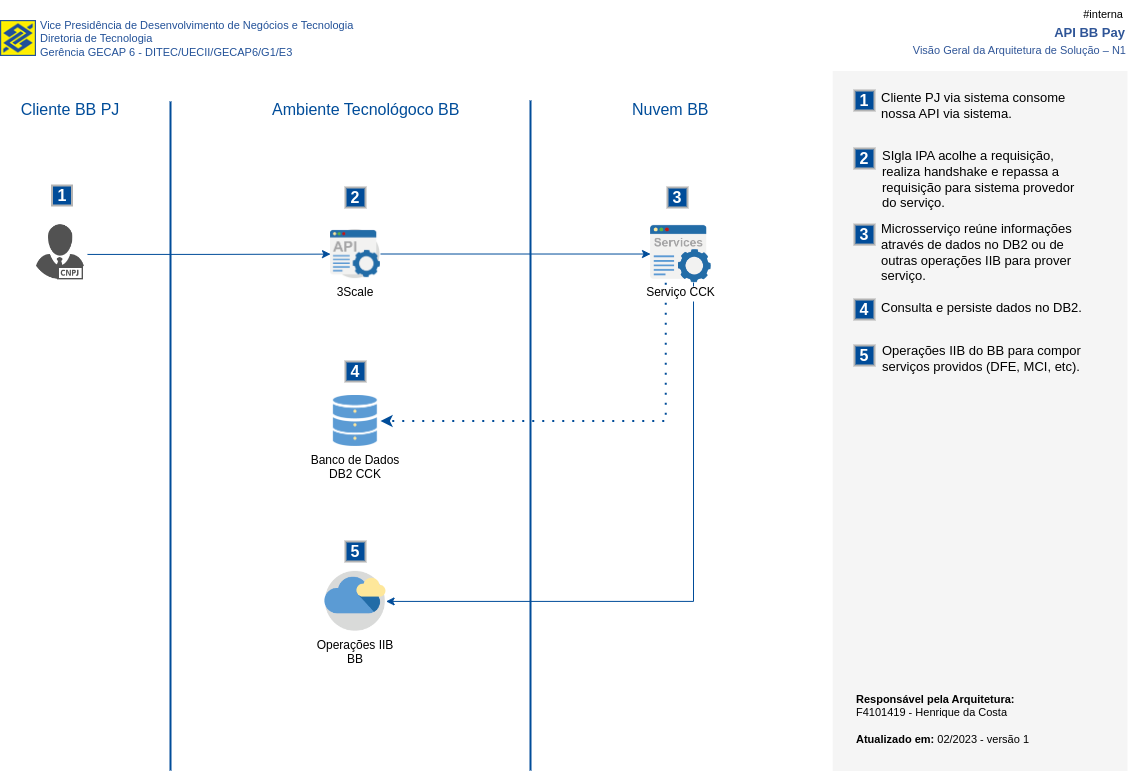 Vice Presidência de Desenvolvimento de Negócios e Tecnologia
Diretoria de Tecnologia
Gerência GECAP 6 - DITEC/UECII/GECAP6/G1/E3
#interna
API BB Pay
Visão Geral da Arquitetura de Solução – N1
Cliente BB PJ
Ambiente Tecnológoco BB
Nuvem BB
1
CNPJ
2
API
3Scale
3
Services
Serviço CCK
4
Banco de Dados
DB2 CCK
5
Operações IIB
BB
1
Cliente PJ via sistema consome
nossa API via sistema.
2
SIgla IPA acolhe a requisição,
realiza handshake e repassa a
requisição para sistema provedor
do serviço.
3
Microsserviço reúne informações
através de dados no DB2 ou de
outras operações IIB para prover
serviço.
4
Consulta e persiste dados no DB2.
5
Operações IIB do BB para compor
serviços providos (DFE, MCI, etc).
Responsável pela Arquitetura:
F4101419 - Henrique da Costa
Atualizado em: 02/2023 - versão 1